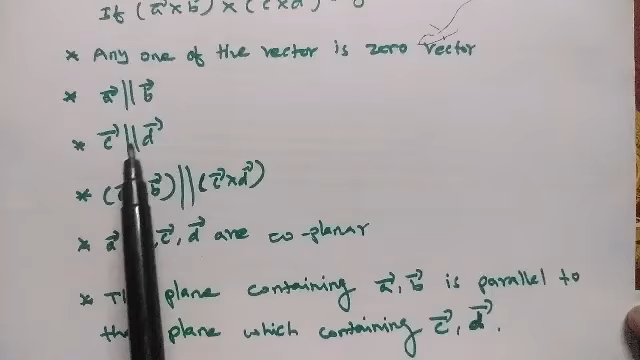 If (a⃗ × b⃗) × (c⃗ × d⃗) =
* Any one of the vector is zero vector
* a⃗ || b⃗
* c⃗ || d⃗
* ( b⃗) || (c⃗ × d⃗)
* a⃗ , c⃗, d⃗ are co-planar
* plane containing a⃗, b⃗ is parallel to
plane which containing c⃗, d⃗.